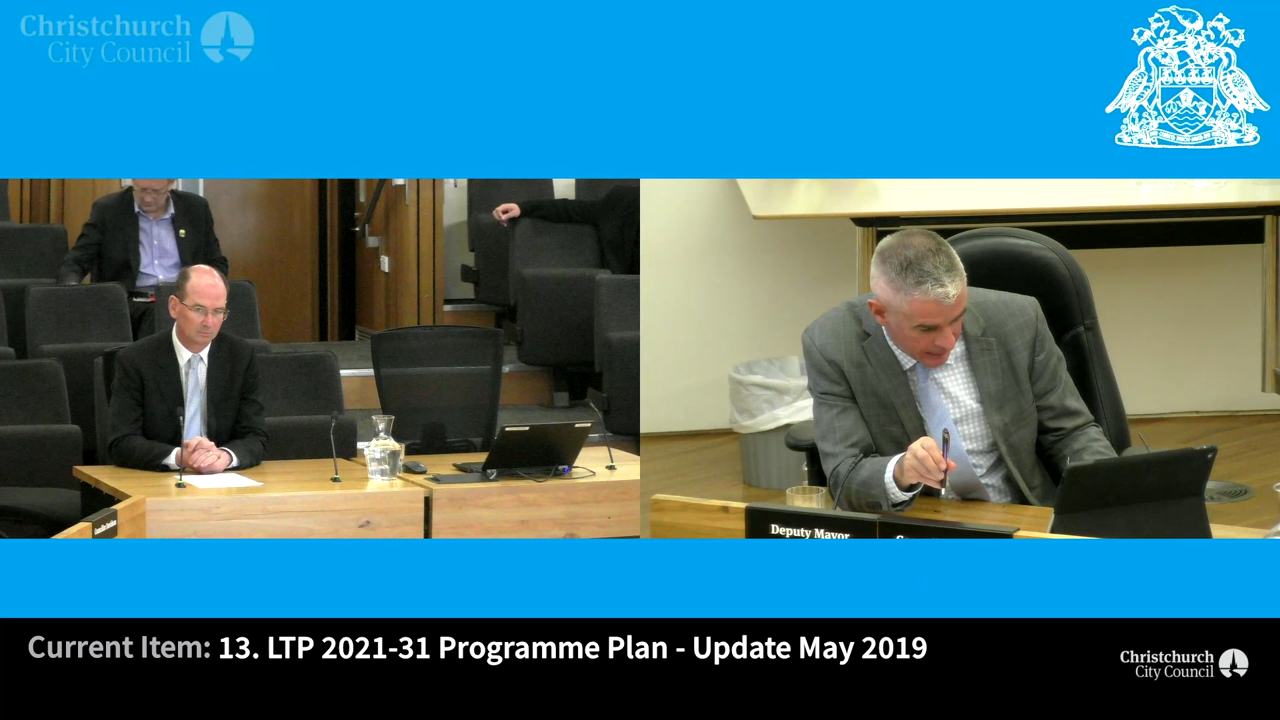 Christchurch
City Council
Deputy Mayor
Current Item: 13. LTP 2021-31 Programme Plan - Update May 2019
Christchurch
City Council